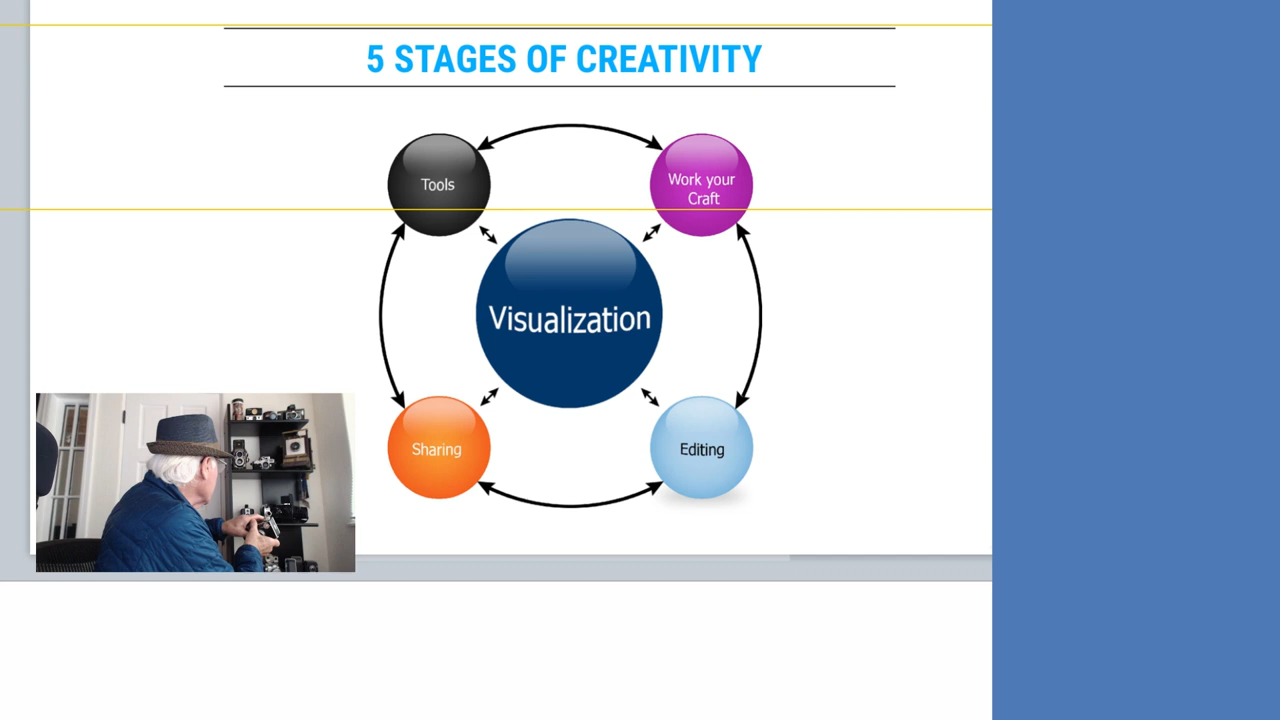 5 STAGES OF CREATIVITY
Tools
Work your
Craft
Visualization
Sharing
Editing